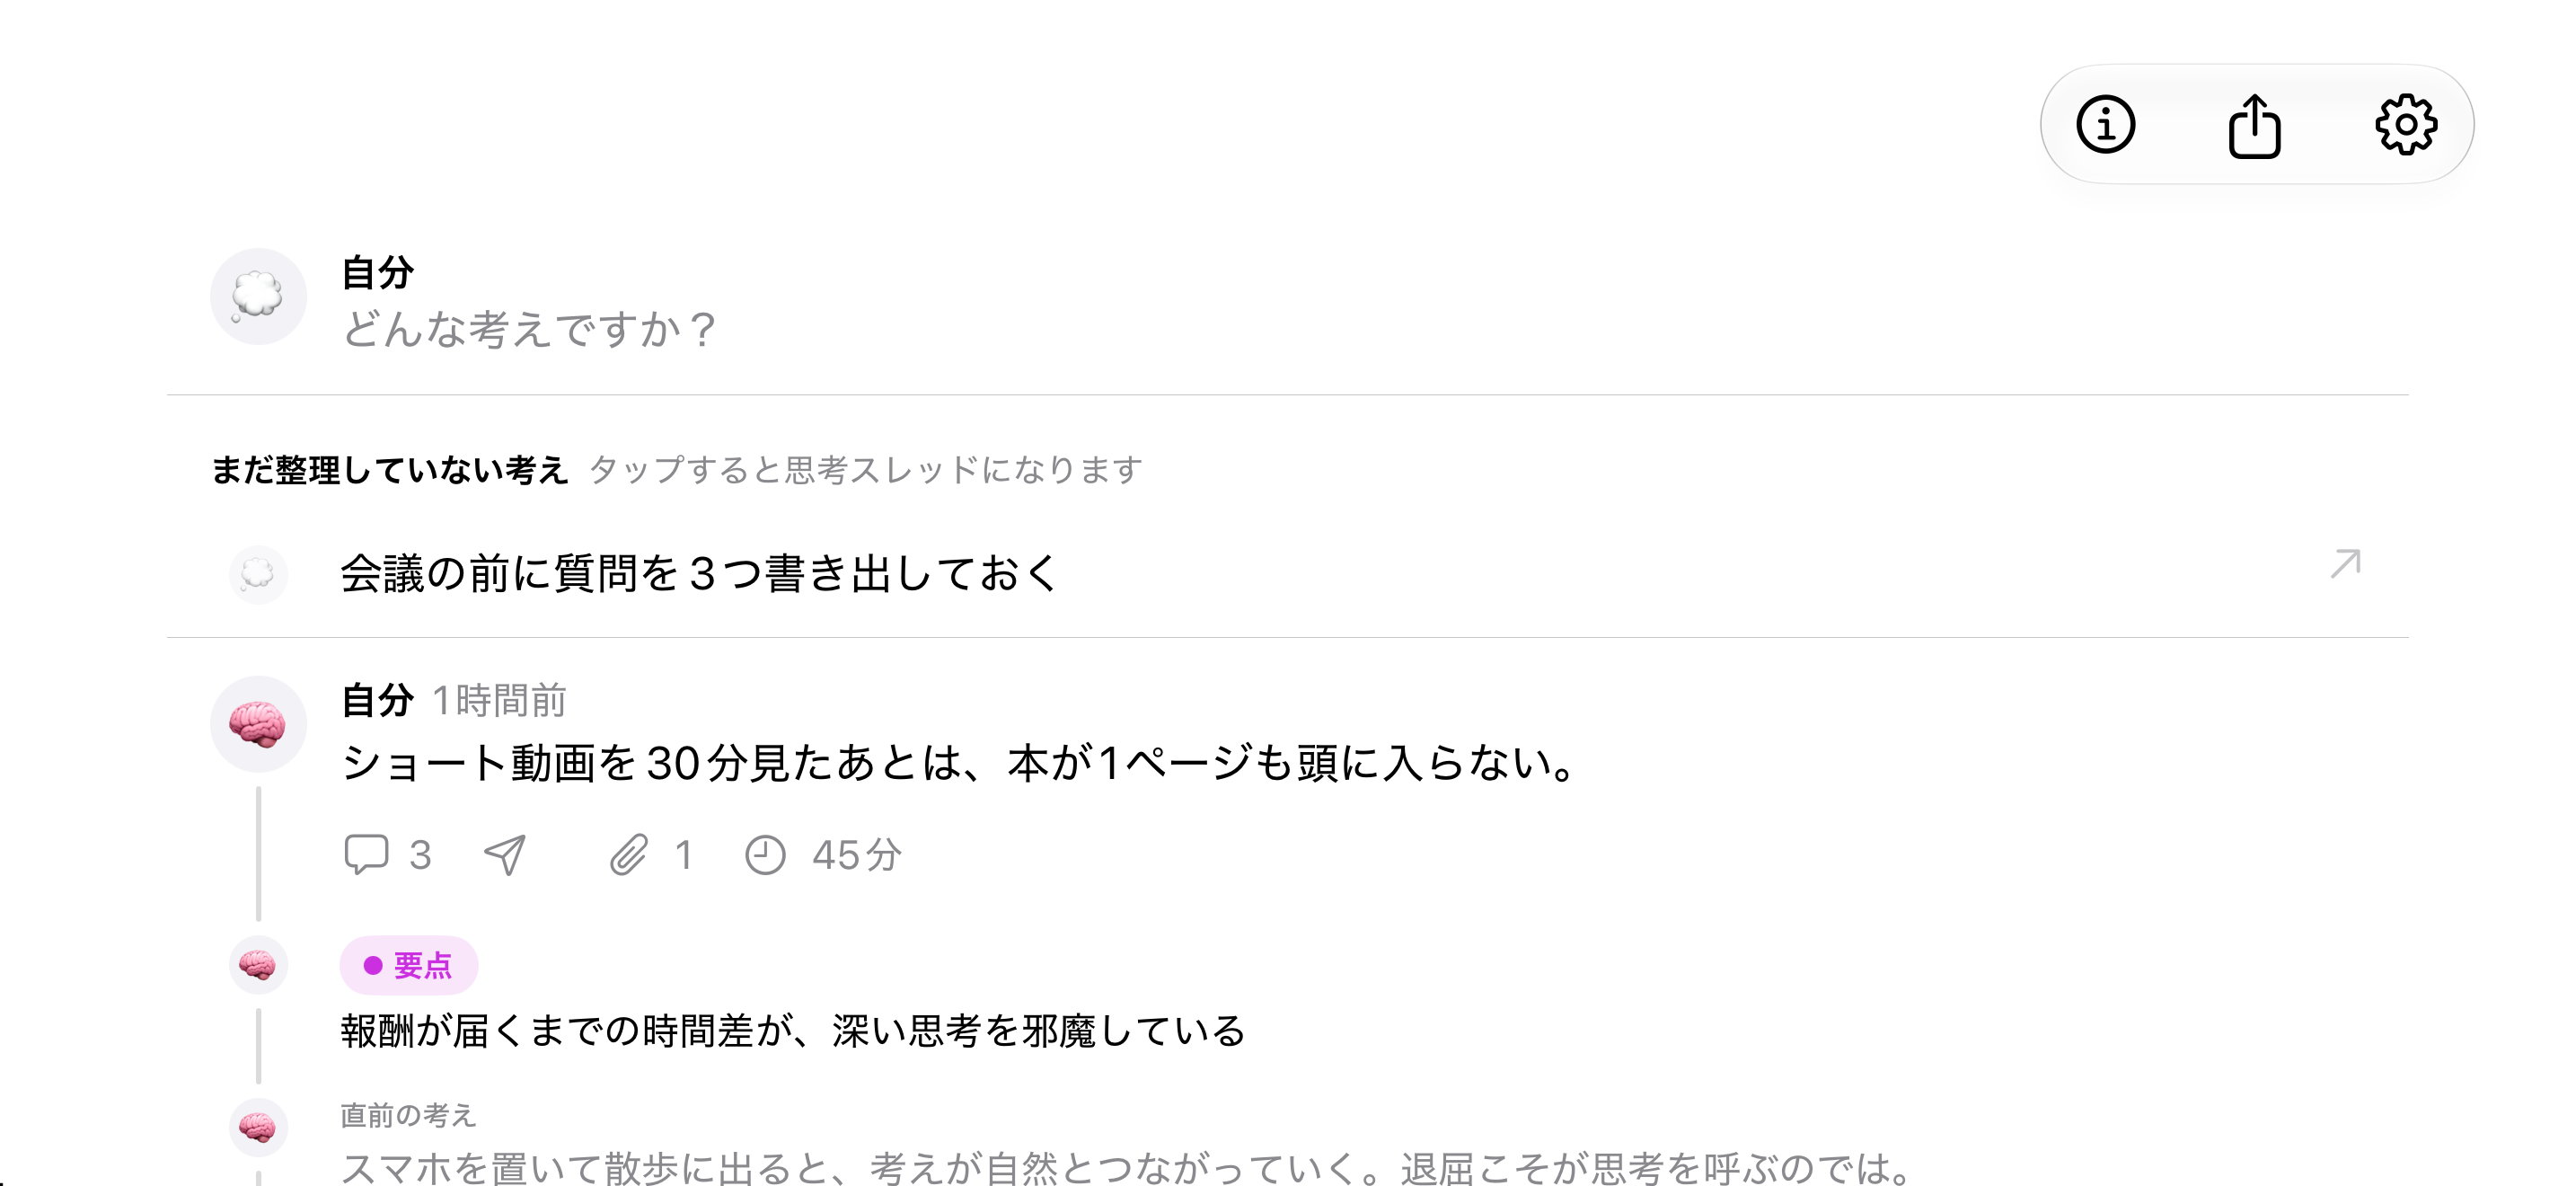 自分
どんな考えですか？
まだ整理していない考え タップすると思考スレッドになります
会議の前に質問を3つ書き出しておく
自分 1時間前
ショート動画を30分見たあとは、本が1ページも頭に入らない。
3 1 45分
要点
報酬が届くまでの時間差が、深い思考を邪魔している
直前の考え
スマホを置いて散歩に出ると、考えが自然とつながっていく。退屈こそが思考を呼ぶのでは。